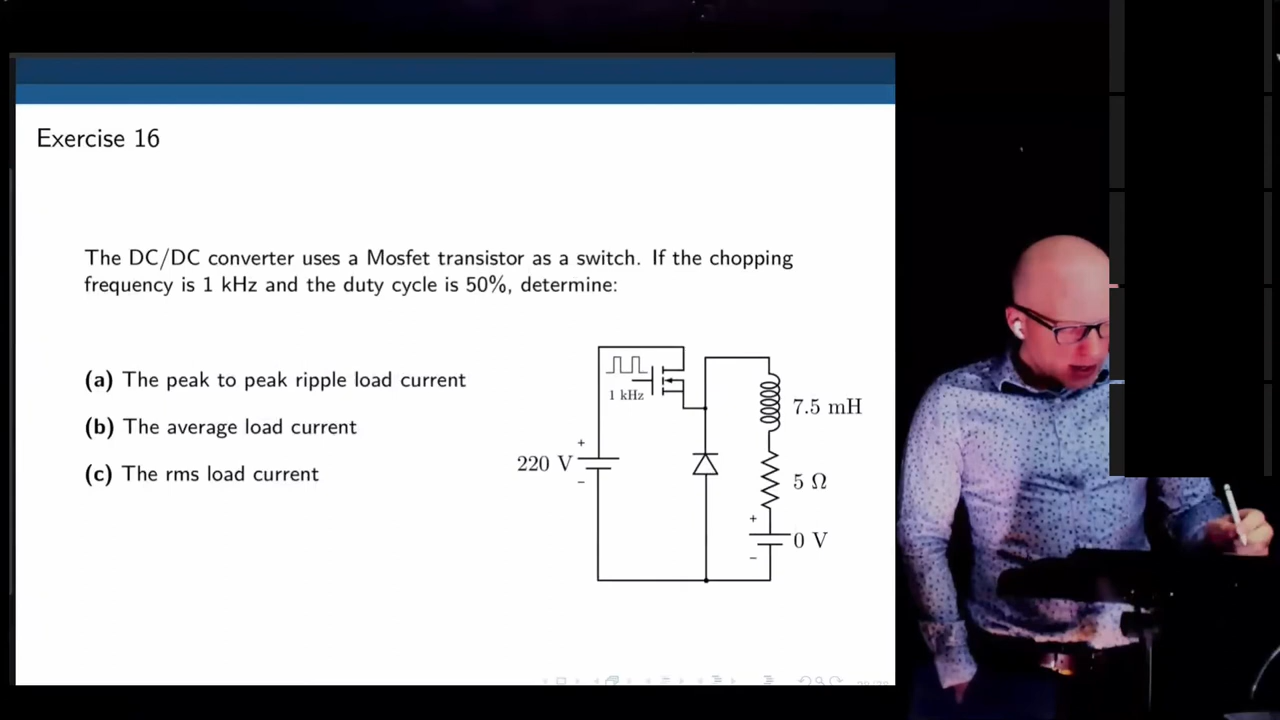 Exercise 16
The DC/DC converter uses a Mosfet transistor as a switch. If the chopping
frequency is 1 kHz and the duty cycle is 50%, determine:
(a) The peak to peak ripple load current
(b) The average load current
(c) The rms load current
1 kHz
7.5 mH
+
220 V
−
5 Ω
+
0 V
−